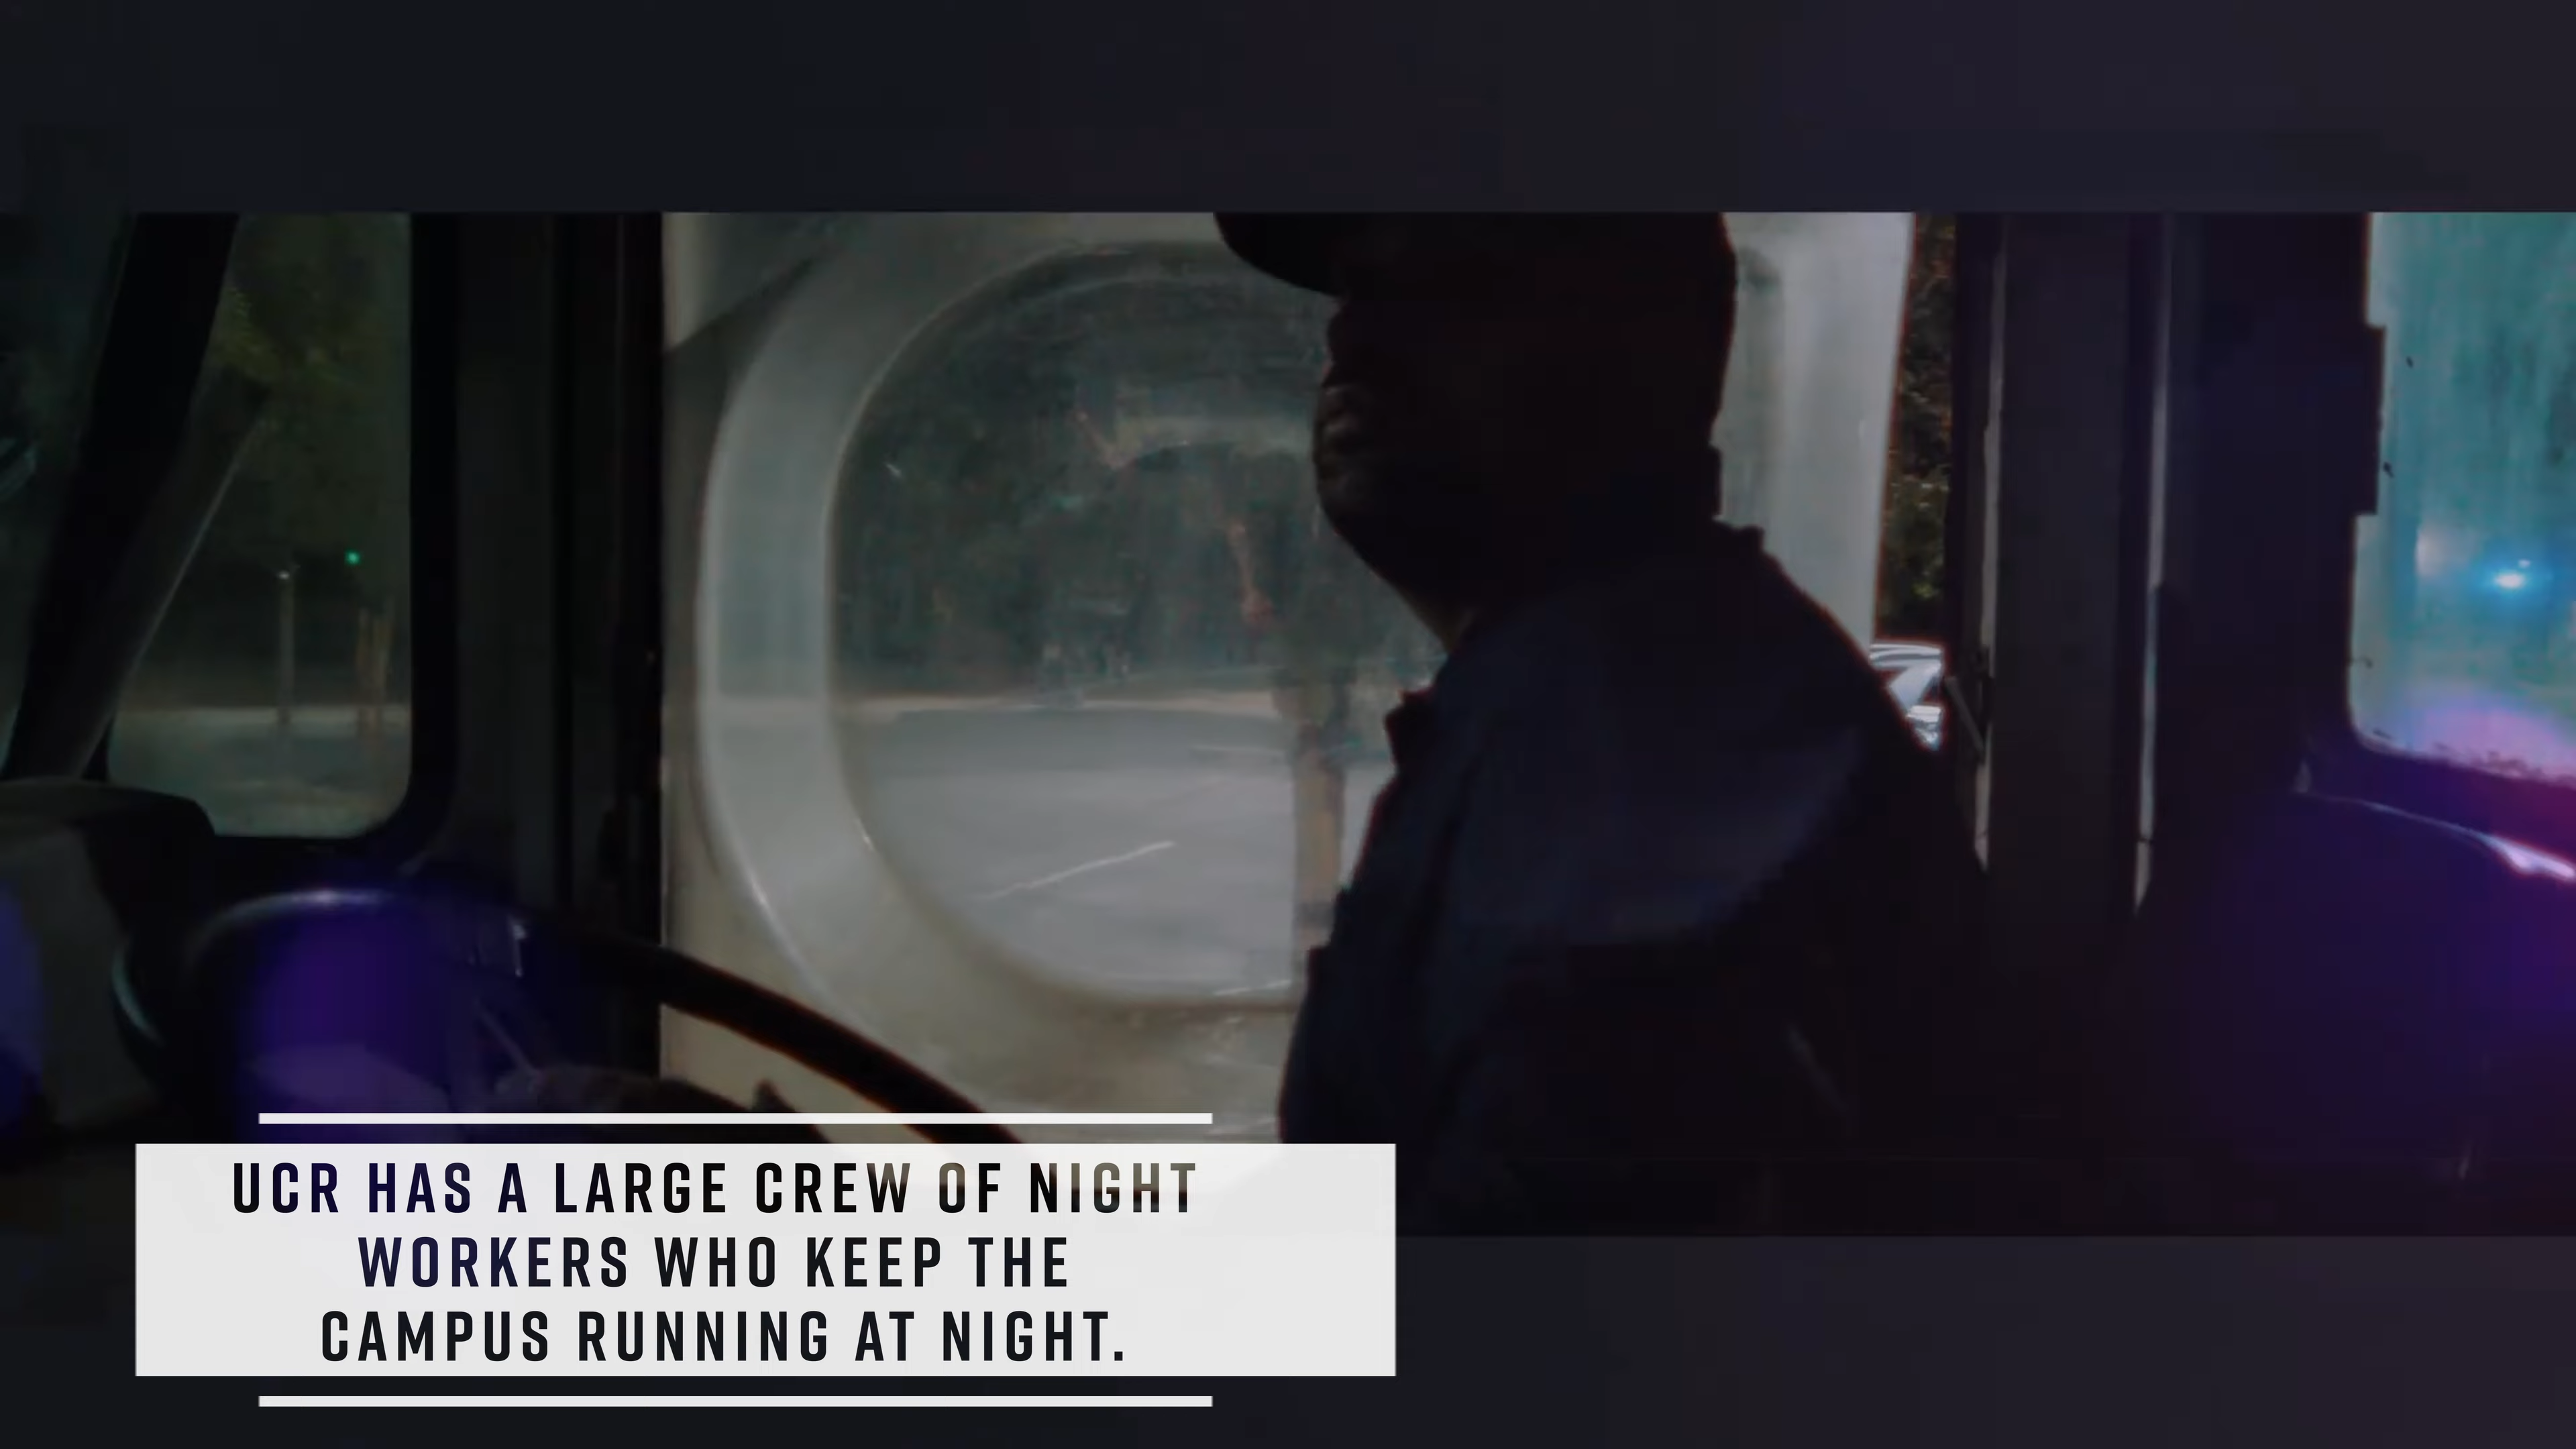 UCR HAS A LARGE CREW OF NIGHT
WORKERS WHO KEEP THE
CAMPUS RUNNING AT NIGHT.